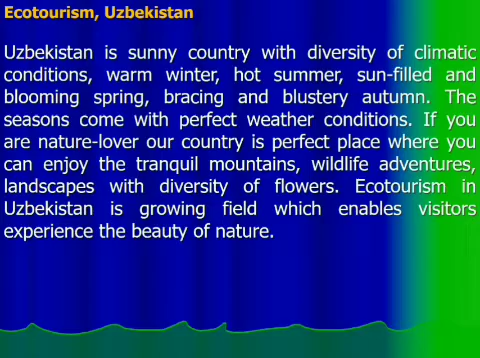 Ecotourism, Uzbekistan
Uzbekistan is sunny country with diversity of climatic
conditions, warm winter, hot summer, sun-filled and
blooming spring, bracing and blustery autumn. The
seasons come with perfect weather conditions. If you
are nature-lover our country is perfect place where you
can enjoy the tranquil mountains, wildlife adventures,
landscapes with diversity of flowers. Ecotourism in
Uzbekistan is growing field which enables visitors
experience the beauty of nature.